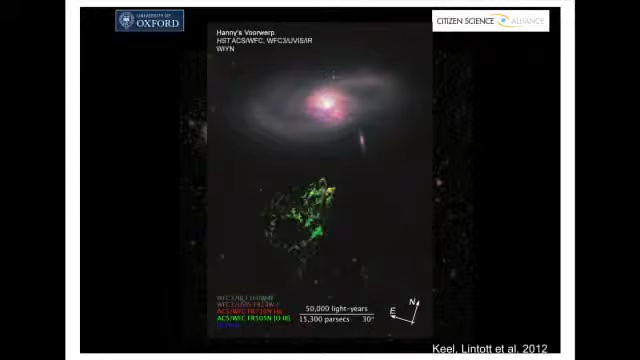 UNIVERSITY OF
OXFORD
CITIZEN SCIENCE ALLIANCE
Hanny's Voorwerp
HST ACS/WFC, WFC3/UVIS/IR
WIYN
ACS/WFC FR505N [O III]
50,000 light-years
15,300 parsecs 30"
N
E
Keel, Lintott et al. 2012